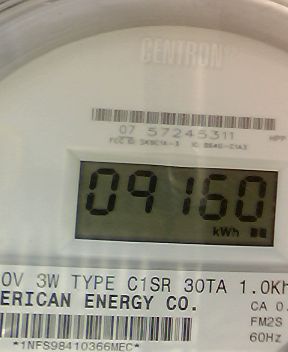 CENTRON
07 57245311
HPP
09160
kWh
0V 3W TYPE C1SR 30TA 1.0Kh
ERICAN ENERGY CO.
CA 0.
FM2S
60Hz
*1NFS98410366MEC*